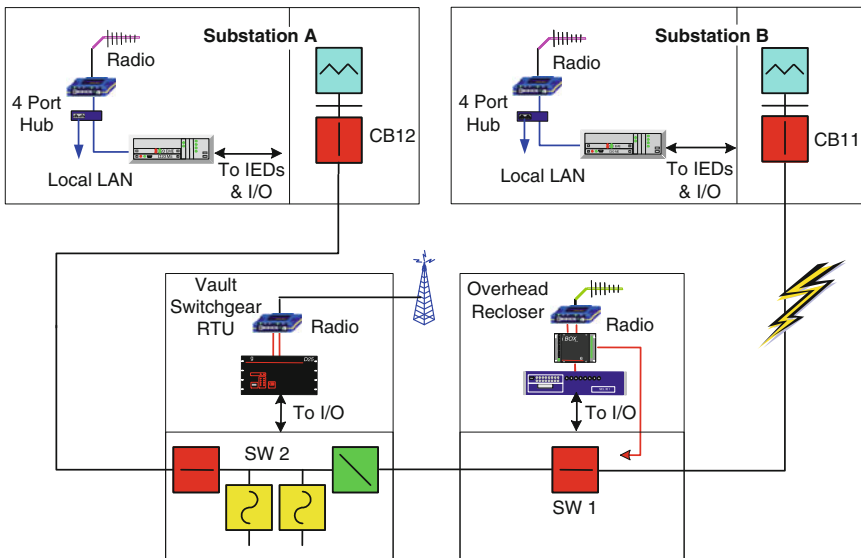 Substation A
Radio
4 Port
Hub
CB12
Local LAN
To IEDs
& I/O
Substation B
Radio
4 Port
Hub
CB11
Local LAN
To IEDs
& I/O
Vault
Switchgear
RTU
Radio
To I/O
SW 2
Overhead
Recloser
Radio
iBOX
To I/O
SW 1